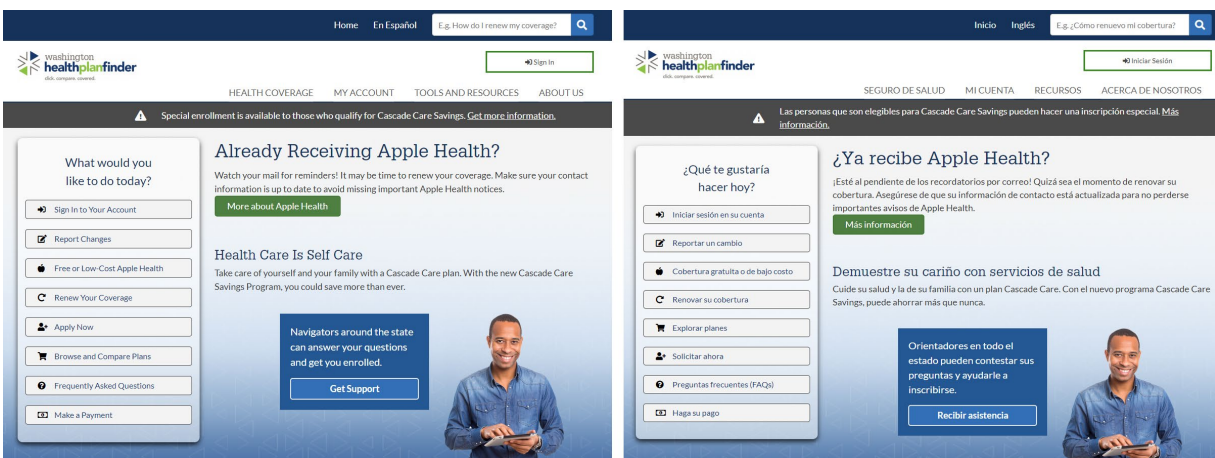 Home En Español E.g. How do I renew my coverage?
washington
healthplanfinder
click. compare. covered.
Sign In
HEALTH COVERAGE MY ACCOUNT TOOLS AND RESOURCES ABOUT US
Special enrollment is available to those who qualify for Cascade Care Savings. Get more information.
What would you
like to do today?
Sign In to Your Account
Report Changes
Free or Low-Cost Apple Health
Renew Your Coverage
Apply Now
Browse and Compare Plans
Frequently Asked Questions
Make a Payment
Already Receiving Apple Health?
Watch your mail for reminders! It may be time to renew your coverage. Make sure your contact
information is up to date to avoid missing important Apple Health notices.
More about Apple Health
Health Care Is Self Care
Take care of yourself and your family with a Cascade Care plan. With the new Cascade Care
Savings Program, you could save more than ever.
Navigators around the state
can answer your questions
and get you enrolled.
Get Support
Inicio Inglés E.g. ¿Cómo renuevo mi cobertura?
washington
healthplanfinder
click. compare. covered.
Iniciar Sesión
SEGURO DE SALUD MI CUENTA RECURSOS ACERCA DE NOSOTROS
Las personas que son elegibles para Cascade Care Savings pueden hacer una inscripción especial. Más
información.
¿Qué te gustaría
hacer hoy?
Iniciar sesión en su cuenta
Reportar un cambio
Cobertura gratuita o de bajo costo
Renovar su cobertura
Explorar planes
Solicitar ahora
Preguntas frecuentes (FAQs)
Haga su pago
¿Ya recibe Apple Health?
¡Esté al pendiente de los recordatorios por correo! Quizá sea el momento de renovar su
cobertura. Asegúrese de que su información de contacto está actualizada para no perderse
importantes avisos de Apple Health.
Más información
Demuestre su cariño con servicios de salud
Cuide su salud y la de su familia con un plan Cascade Care. Con el nuevo programa Cascade Care
Savings, puede ahorrar más que nunca.
Orientadores en todo el
estado pueden contestar sus
preguntas y ayudarle a
inscribirse.
Recibir asistencia